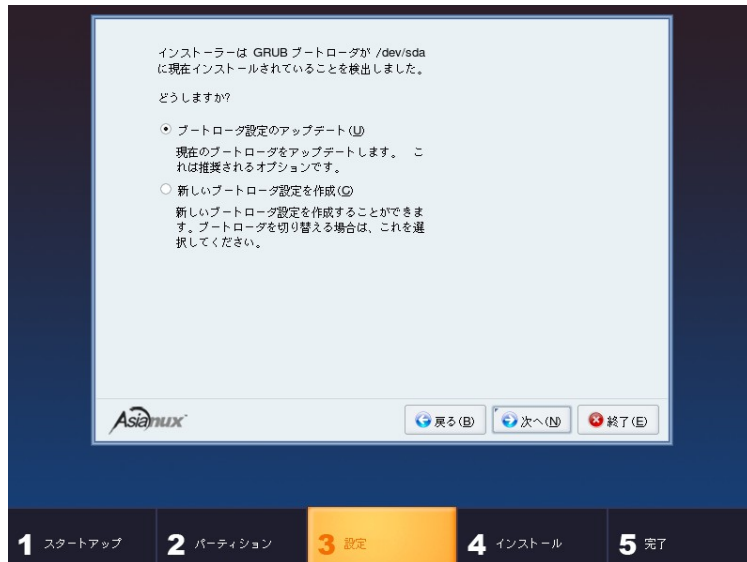 インストーラーは GRUB ブートローダが /dev/sda
に現在インストールされていることを検出しました。
どうしますか?
ブートローダ設定のアップデート(U)
現在のブートローダをアップデートします。 こ
れは推奨されるオプションです。
新しいブートローダ設定を作成(C)
新しいブートローダ設定を作成することができま
す。ブートローダを切り替える場合は、これを選
択してください。
Asianux
戻る(B) 次へ(N) 終了(E)
1 スタートアップ 2 パーティション 3 設定 4 インストール 5 完了